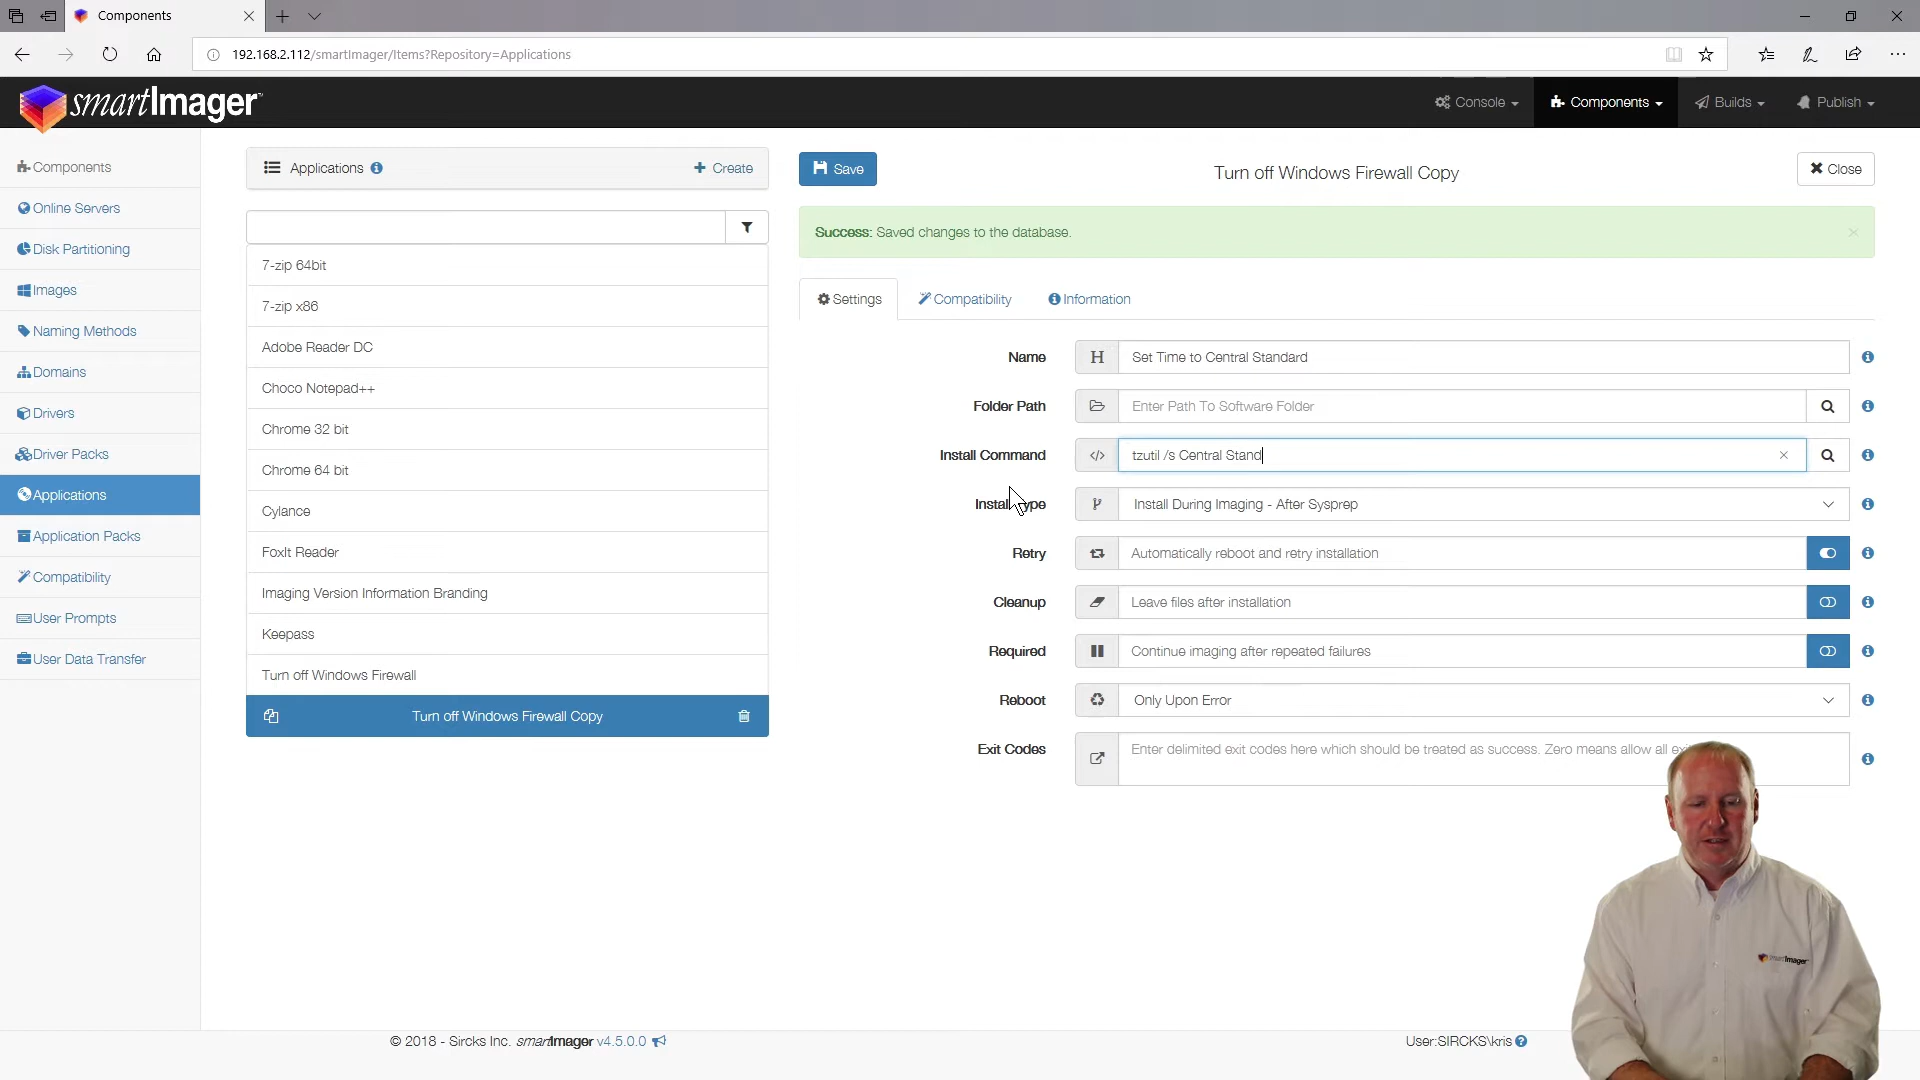 Components
192.168.2.112/smartImager/Items?Repository=Applications
smartImager™
Console
Components
Builds
Publish
Components
Online Servers
Disk Partitioning
Images
Naming Methods
Domains
Drivers
Driver Packs
Applications
Application Packs
Compatibility
User Prompts
User Data Transfer
Applications
Create
7-zip 64bit
7-zip x86
Adobe Reader DC
Choco Notepad++
Chrome 32 bit
Chrome 64 bit
Cylance
FoxIt Reader
Imaging Version Information Branding
Keepass
Turn off Windows Firewall
Turn off Windows Firewall Copy
Save
Turn off Windows Firewall Copy
Close
Success: Saved changes to the database.
Settings
Compatibility
Information
Name
H
Set Time to Central Standard
Folder Path
Enter Path To Software Folder
Install Command
</>
tzutil /s Central Stand
Install Type
Install During Imaging - After Sysprep
Retry
Automatically reboot and retry installation
Cleanup
Leave files after installation
Required
Continue imaging after repeated failures
Reboot
Only Upon Error
Exit Codes
Enter delimited exit codes here which should be treated as success. Zero means allow all
smartImager
© 2018 - Sircks Inc. smartImager v4.5.0.0
User:SIRCKS\kris